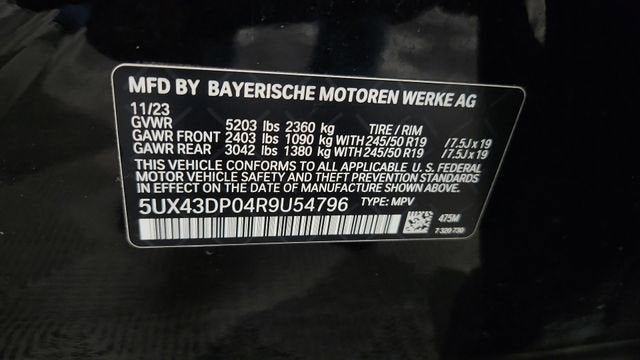 MFD BY BAYERISCHE MOTOREN WERKE AG
11/23
GVWR 5203 lbs 2360 kg TIRE / RIM
GAWR FRONT 2403 lbs 1090 kg WITH 245/50 R19 / 7.5J x 19
GAWR REAR 3042 lbs 1380 kg WITH 245/50 R19 / 7.5J x 19
THIS VEHICLE CONFORMS TO ALL APPLICABLE U. S. FEDERAL
MOTOR VEHICLE SAFETY AND THEFT PREVENTION STANDARDS
IN EFFECT ON THE DATE OF MANUFACTURE SHOWN ABOVE.
5UX43DP04R9U54796 TYPE: MPV
475M
7 320 730